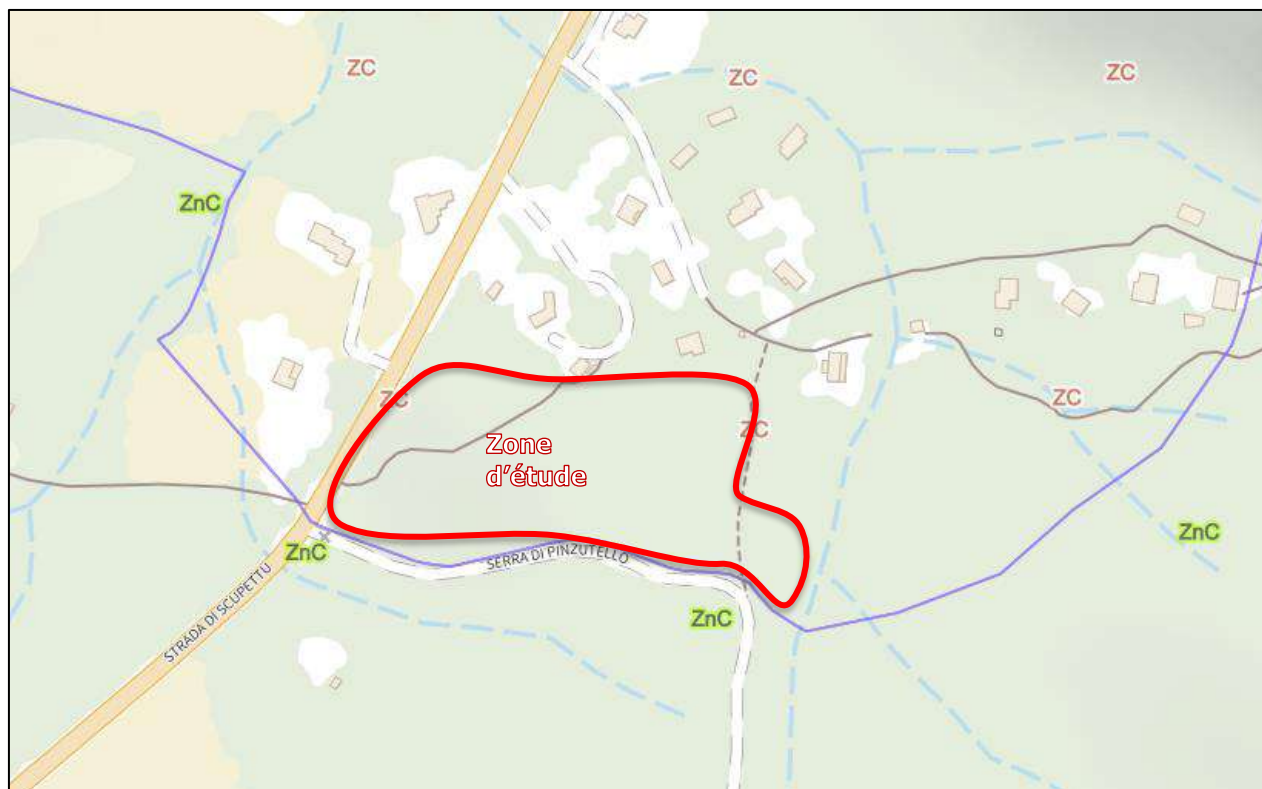 ZC
ZC
ZC
ZnC
ZC
ZC
Zone
d'étude
ZC
ZnC
ZnC
SERRA DI PINZUTELLO
STRADA DI SCUPETTU
ZnC